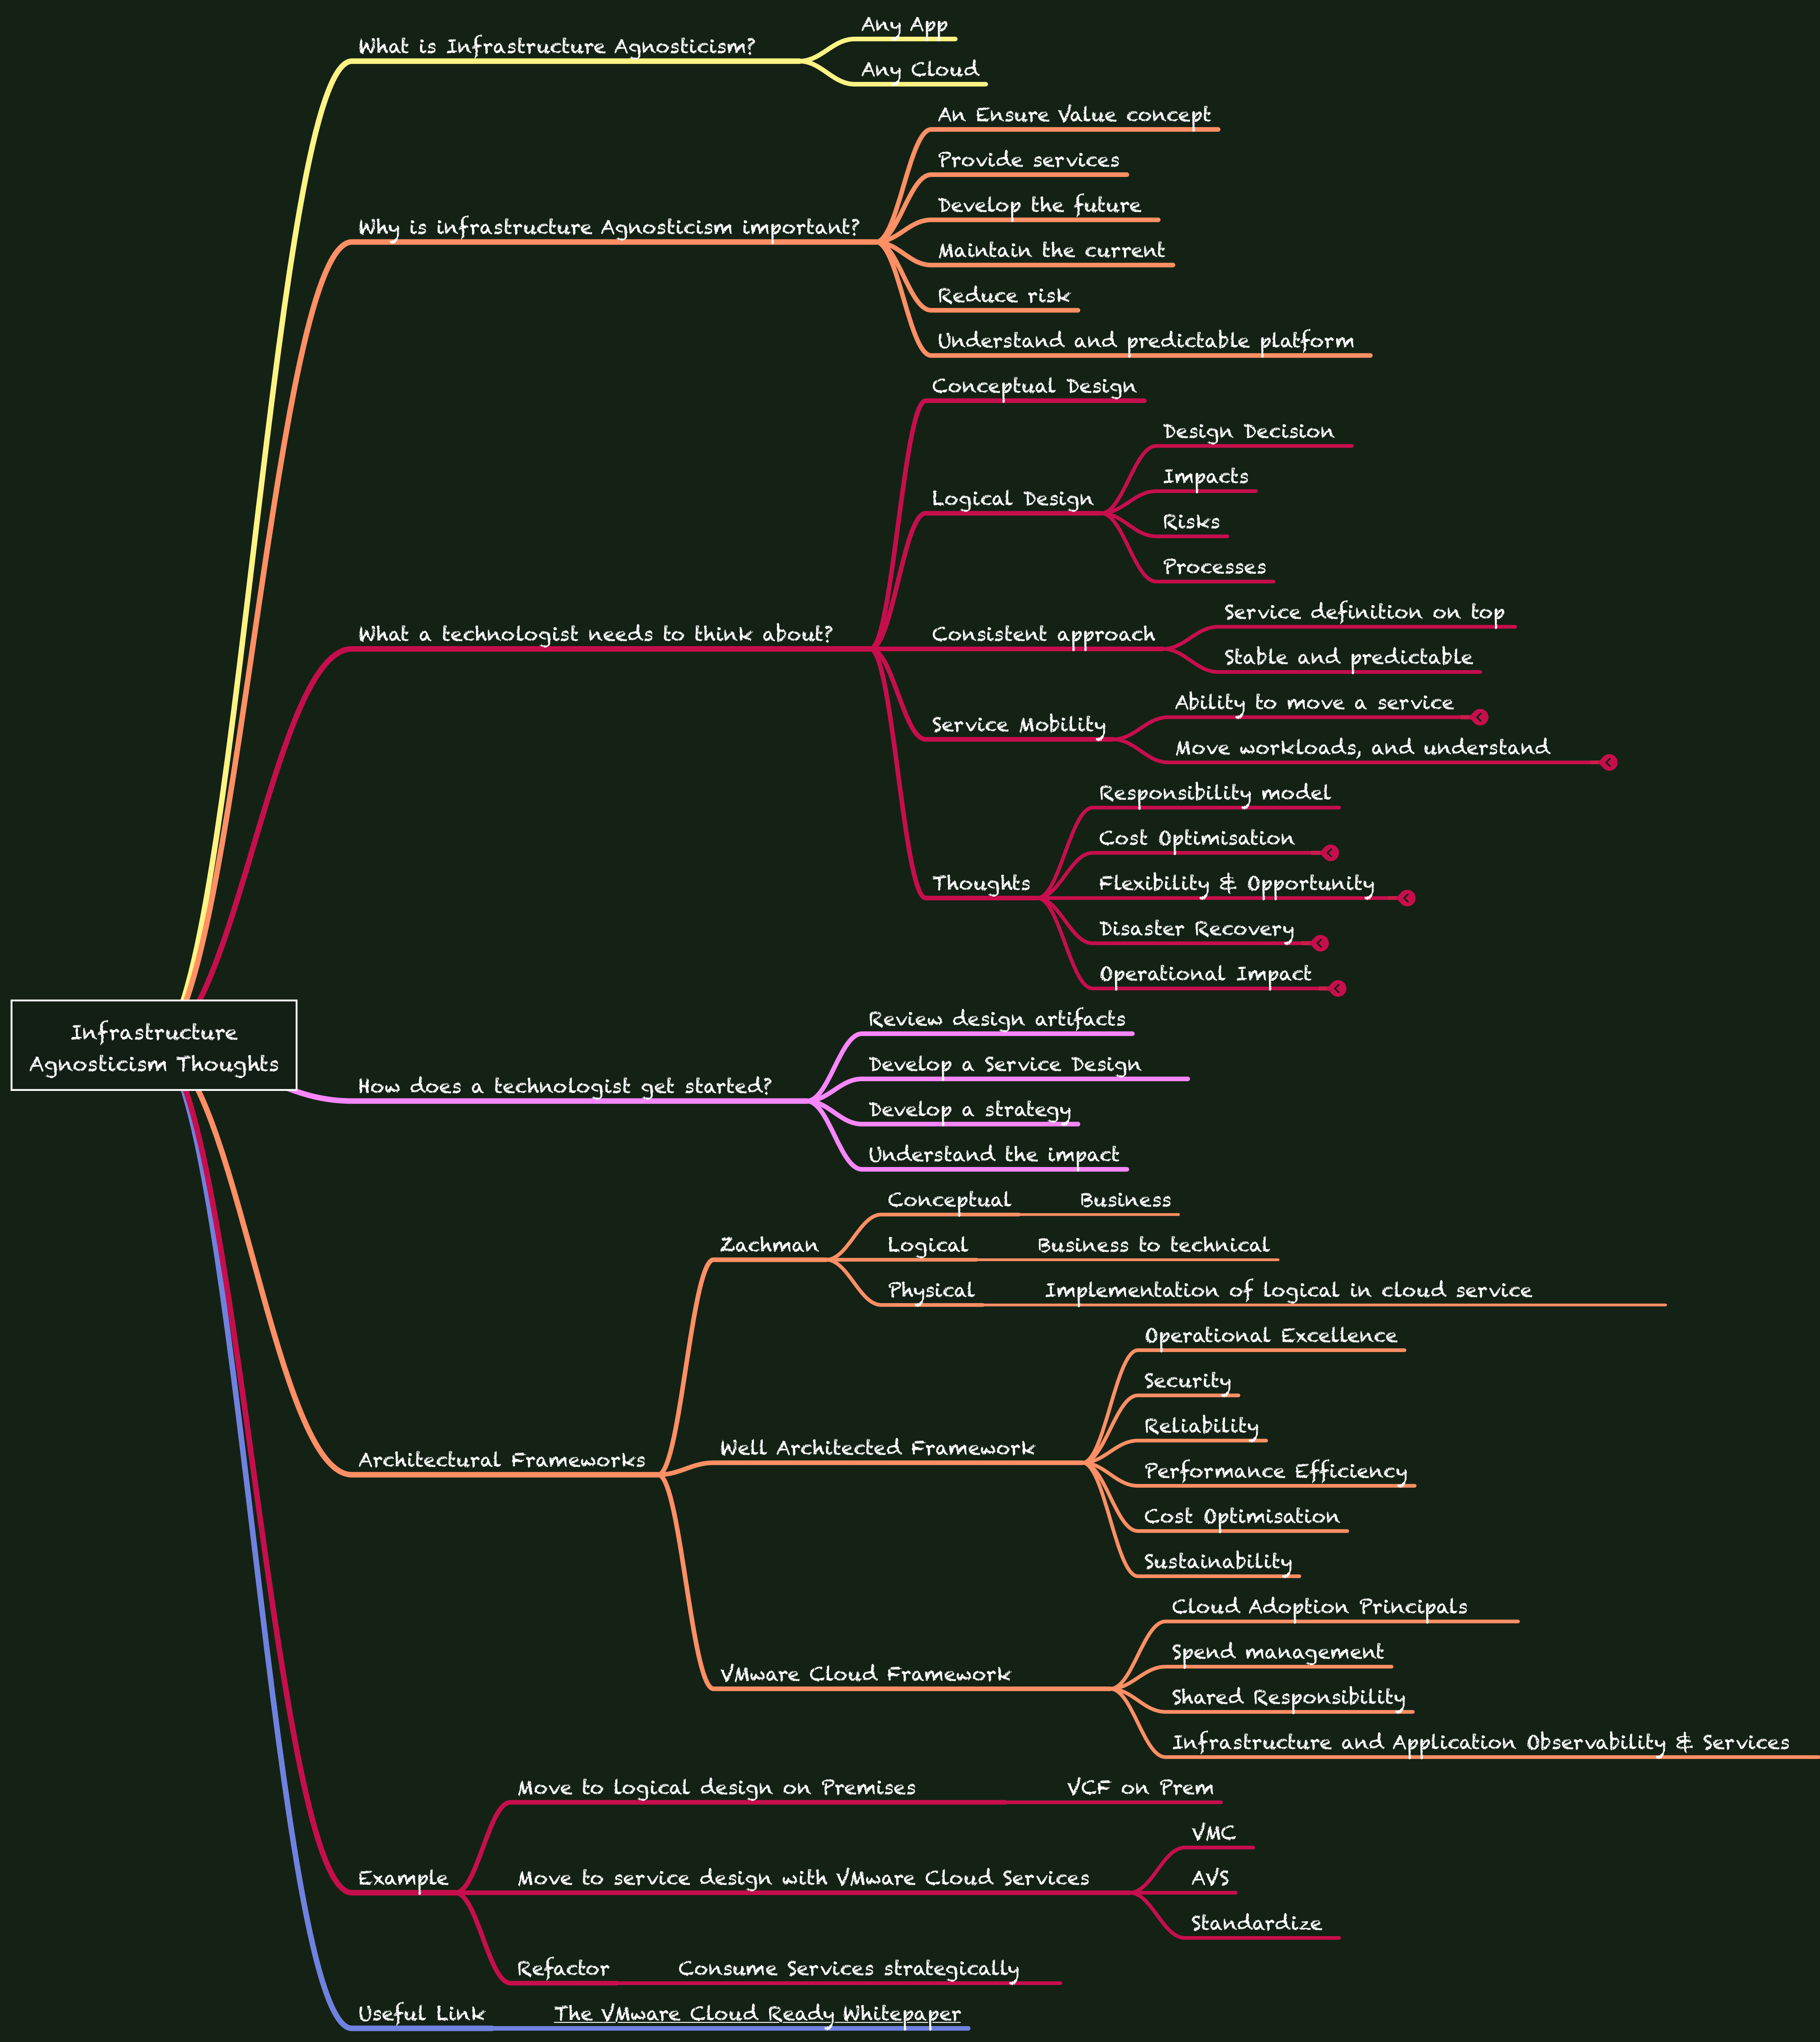 Any App
What is Infrastructure Agnosticism?
Any Cloud
An Ensure Value concept
Provide services
Develop the future
Why is infrastructure Agnosticism important?
Maintain the current
Reduce risk
Understand and predictable platform
Conceptual Design
Design Decision
Impacts
Logical Design
Risks
Processes
Service definition on top
What a technologist needs to think about?
Consistent approach
Stable and predictable
Ability to move a service
Service Mobility
Move workloads, and understand
Responsibility model
Cost Optimisation
Thoughts
Flexibility & Opportunity
Disaster Recovery
Operational Impact
Infrastructure
Agnosticism Thoughts
Review design artifacts
Develop a Service Design
How does a technologist get started?
Develop a strategy
Understand the impact
Conceptual
Business
Zachman
Logical
Business to technical
Physical
Implementation of logical in cloud service
Operational Excellence
Security
Reliability
Architectural Frameworks
Well Architected Framework
Performance Efficiency
Cost Optimisation
Sustainability
Cloud Adoption Principals
Spend management
VMware Cloud Framework
Shared Responsibility
Infrastructure and Application Observability & Services
Move to logical design on Premises
VCF on Prem
VMC
Example
Move to service design with VMware Cloud Services
AVS
Standardize
Refactor
Consume Services strategically
Useful Link
The VMware Cloud Ready Whitepaper